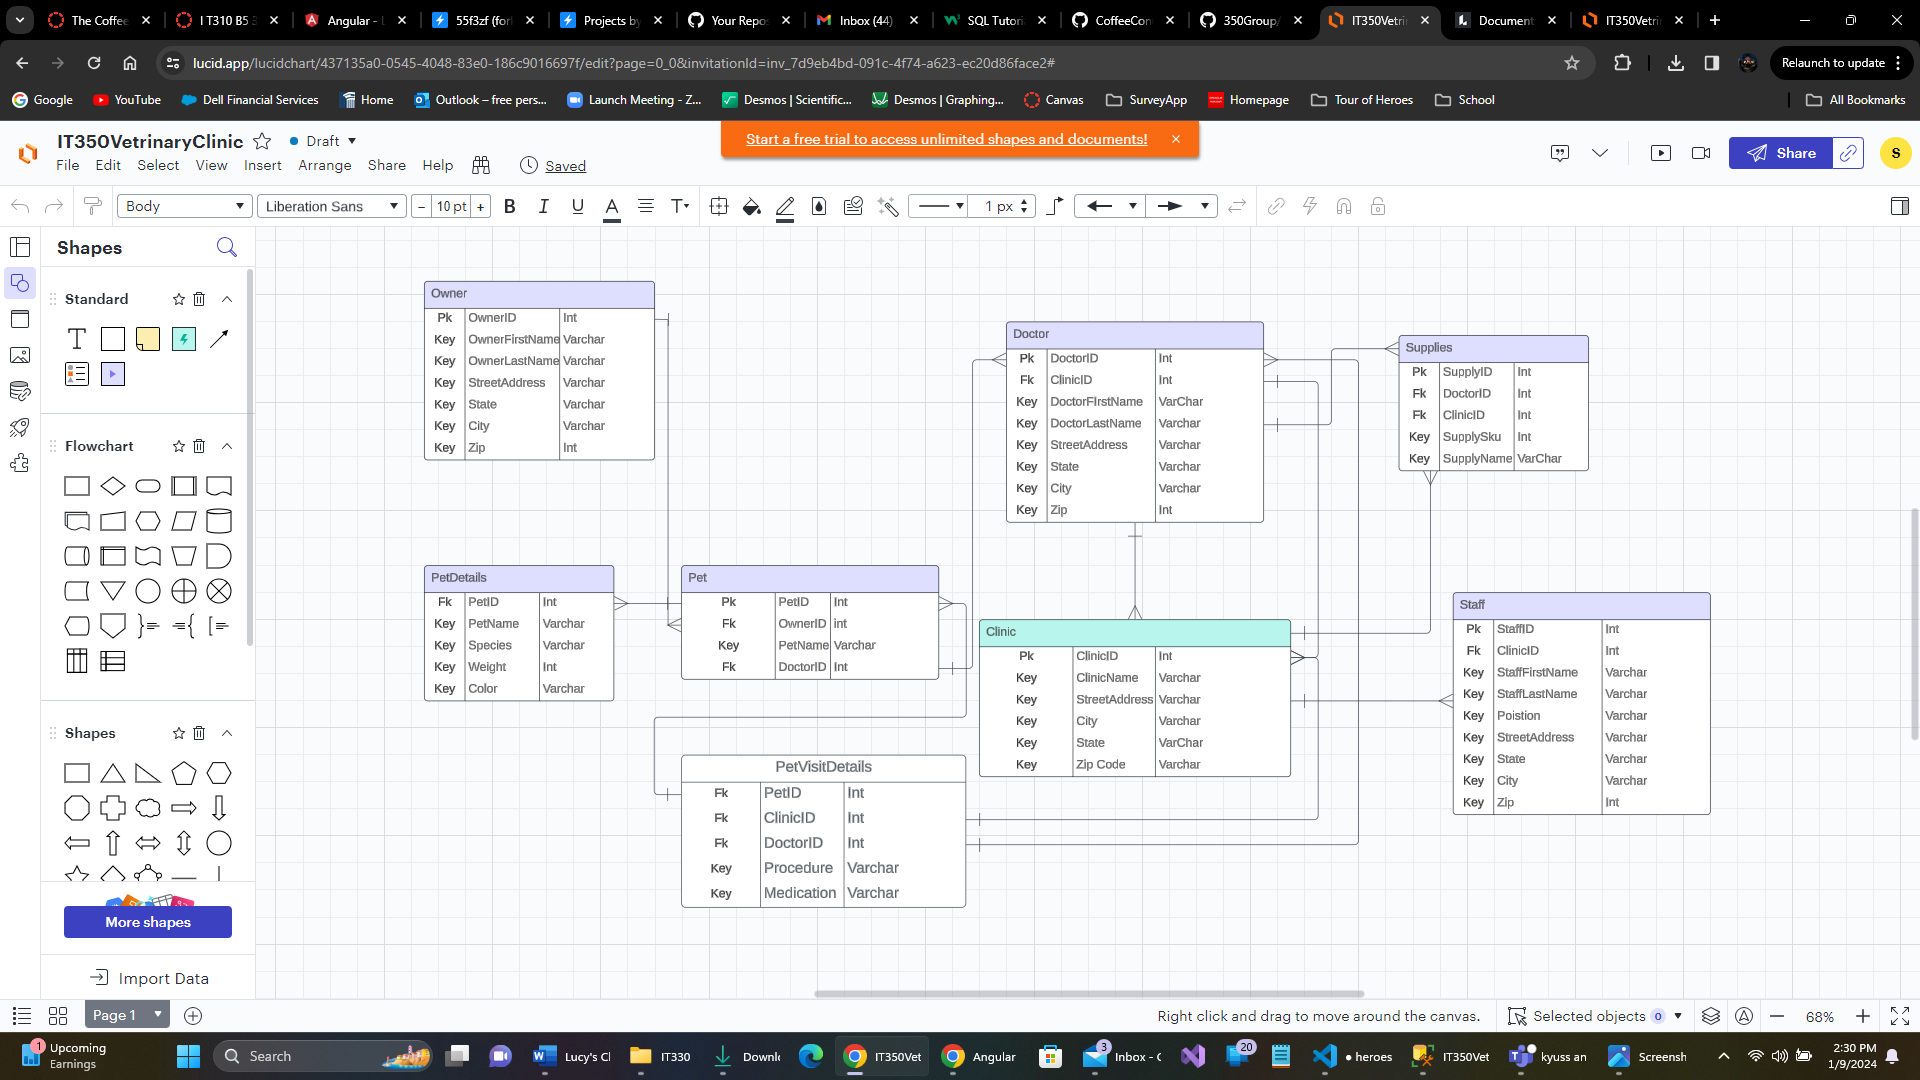 The Coffee
I T310 B5 3
Angular - L
55f3zf (for
Projects by
Your Repos
Inbox (44)
SQL Tutori
CoffeeCon
350Group/
IT350Vetri
Document
IT350Vetri
lucid.app/lucidchart/437135a0-0545-4048-83e0-186c9016697f/edit?page=0_0&invitationId=inv_7d9eb4bd-091c-4f74-a623-ec20d86face2#
Relaunch to update
Google
YouTube
Dell Financial Services
Home
Outlook – free pers...
Launch Meeting - Z...
Desmos | Scientific...
Desmos | Graphing...
Canvas
SurveyApp
Homepage
Tour of Heroes
School
All Bookmarks
IT350VetrinaryClinic
Draft
Start a free trial to access unlimited shapes and documents!
File Edit Select View Insert Arrange Share Help
Saved
Share
S
Body
Liberation Sans
- 10 pt +
B I U A T
1 px
Shapes
Standard
Flowchart
Shapes
More shapes
Import Data
Owner
Pk OwnerID Int
Key OwnerFirstName Varchar
Key OwnerLastName Varchar
Key StreetAddress Varchar
Key State Varchar
Key City Varchar
Key Zip Int
Doctor
Pk DoctorID Int
Fk ClinicID Int
Key DoctorFIrstName VarChar
Key DoctorLastName Varchar
Key StreetAddress Varchar
Key State Varchar
Key City Varchar
Key Zip Int
Supplies
Pk SupplyID Int
Fk DoctorID Int
Fk ClinicID Int
Key SupplySku Int
Key SupplyName VarChar
PetDetails
Fk PetID Int
Key PetName Varchar
Key Species Varchar
Key Weight Int
Key Color Varchar
Pet
Pk PetID Int
Fk OwnerID int
Key PetName Varchar
Fk DoctorID Int
Clinic
Pk ClinicID Int
Key ClinicName Varchar
Key StreetAddress Varchar
Key City Varchar
Key State VarChar
Key Zip Code Varchar
Staff
Pk StaffID Int
Fk ClinicID Int
Key StaffFirstName Varchar
Key StaffLastName Varchar
Key Poistion Varchar
Key StreetAddress Varchar
Key State Varchar
Key City Varchar
Key Zip Int
PetVisitDetails
Fk PetID Int
Fk ClinicID Int
Fk DoctorID Int
Key Procedure Varchar
Key Medication Varchar
Page 1
Right click and drag to move around the canvas.
Selected objects 0
68%
1
Upcoming
Earnings
Search
Lucy's Cl
IT330
Downl
IT350Vet
Angular
3
Inbox - C
20
heroes
IT350Vet
kyuss an
Screensh
2:30 PM
1/9/2024